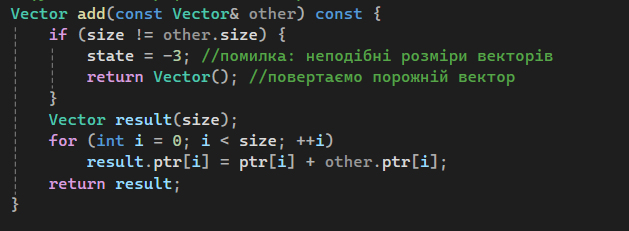 Vector add(const Vector& other) const {
    if (size != other.size) {
        state = -3; //помилка: неподібні розміри векторів
        return Vector(); //повертаємо порожній вектор
    }
    Vector result(size);
    for (int i = 0; i < size; ++i)
        result.ptr[i] = ptr[i] + other.ptr[i];
    return result;
}